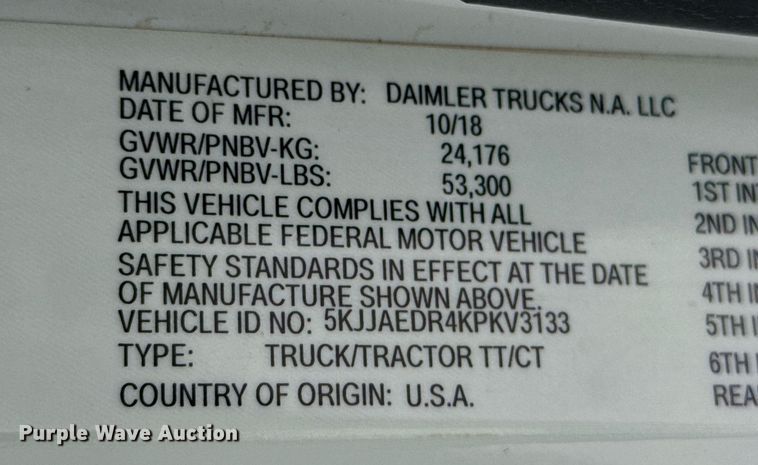 MANUFACTURED BY: DAIMLER TRUCKS N.A. LLC
DATE OF MFR: 10/18
GVWR/PNBV-KG: 24,176
GVWR/PNBV-LBS: 53,300
THIS VEHICLE COMPLIES WITH ALL
APPLICABLE FEDERAL MOTOR VEHICLE
SAFETY STANDARDS IN EFFECT AT THE DATE
OF MANUFACTURE SHOWN ABOVE.
VEHICLE ID NO: 5KJJAEDR4KPKV3133
TYPE: TRUCK/TRACTOR TT/CT
COUNTRY OF ORIGIN: U.S.A.
FRONT
1ST IN
2ND IN
3RD I
4TH I
5TH I
6TH
REA
Purple Wave Auction